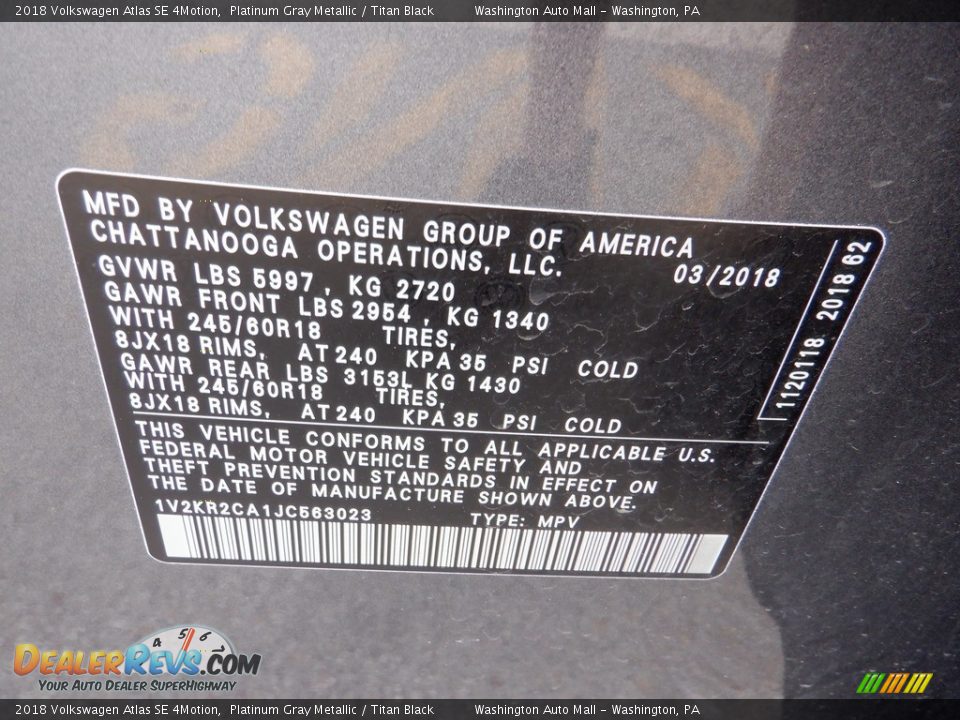 2018 Volkswagen Atlas SE 4Motion, Platinum Gray Metallic / Titan Black Washington Auto Mall - Washington, PA
MFD BY VOLKSWAGEN GROUP OF AMERICA
CHATTANOOGA OPERATIONS, LLC.
03/2018
GVWR LBS 5997 , KG 2720
GAWR FRONT LBS 2954 , KG 1340
WITH 245/60R18 TIRES,
8JX18 RIMS, AT 240 KPA 35 PSI COLD
GAWR REAR LBS 3153L KG 1430
WITH 245/60R18 TIRES,
8JX18 RIMS, AT 240 KPA 35 PSI COLD
1120118 2018 62
THIS VEHICLE CONFORMS TO ALL APPLICABLE U.S.
FEDERAL MOTOR VEHICLE SAFETY AND
THEFT PREVENTION STANDARDS IN EFFECT ON
THE DATE OF MANUFACTURE SHOWN ABOVE.
1V2KR2CA1JC563023 TYPE: MPV
4 5 6
DEALERREVS.COM
YOUR AUTO DEALER SUPERHIGHWAY
2018 Volkswagen Atlas SE 4Motion, Platinum Gray Metallic / Titan Black Washington Auto Mall - Washington, PA